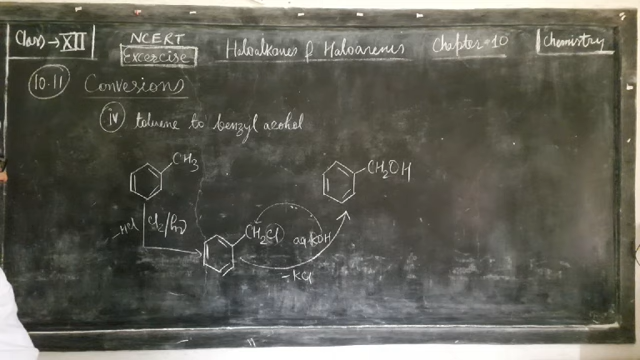 Class → XII
NCERT
Excercise
Haloalkanes & Haloarenes
Chapter-10
Chemistry
10.11 Conversions
iv toluene to benzyl acohol
CH3
CH2OH
-HCl
Cl2/hν
CH2Cl
aq KOH
-KCl